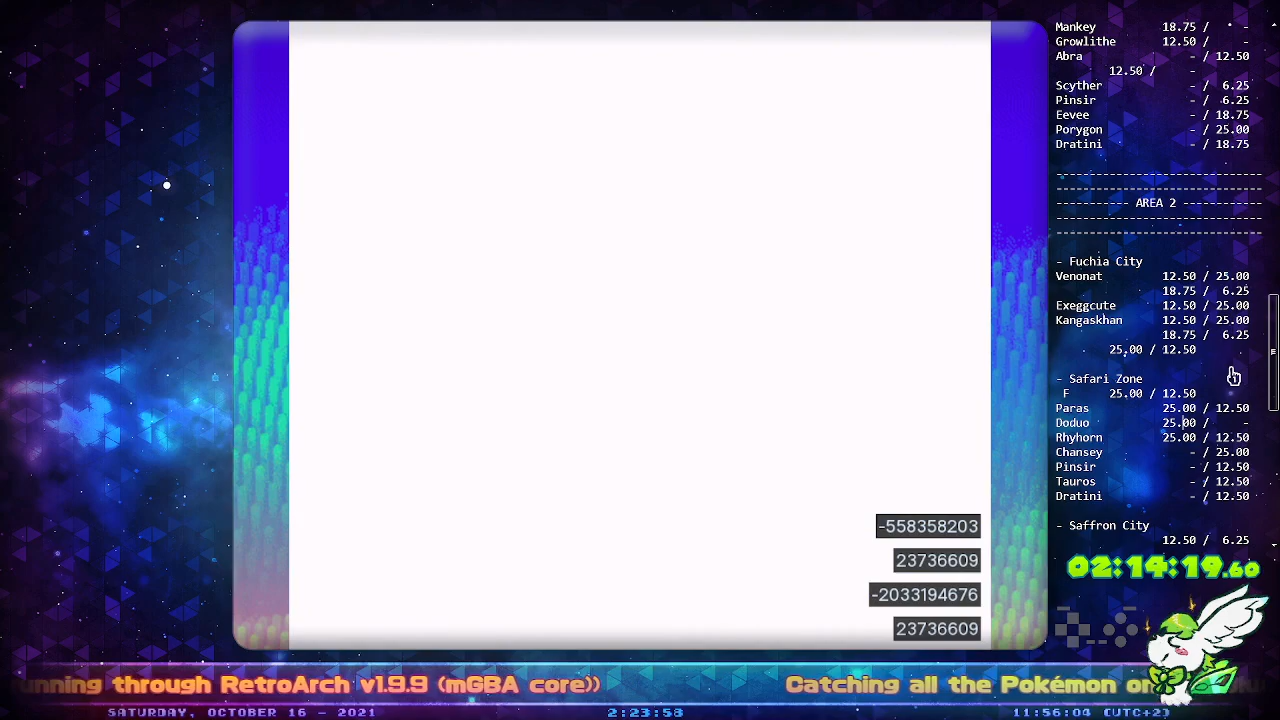 Mankey 18.75 / -
Growlithe 12.50 / -
Abra - / 12.50
12.50 / -
Scyther - / 6.25
Pinsir - / 6.25
Eevee - / 18.75
Porygon - / 25.00
Dratini - / 18.75
-----------------------------
-----------------------------
---------- AREA 2 -----------
-----------------------------
-----------------------------
- Fuchia City
Venonat 12.50 / 25.00
18.75 / 6.25
Exeggcute 12.50 / 25.00
Kangaskhan 12.50 / 25.00
18.75 / 6.25
25.00 / 12.50
- Safari Zone
F 25.00 / 12.50
Paras 25.00 / 12.50
Doduo 25.00 / -
Rhyhorn 25.00 / 12.50
Chansey - / 25.00
Pinsir - / 12.50
Tauros - / 12.50
Dratini - / 12.50
- Saffron City
12.50 / 6.25
-558358203
23736609
-2033194676
23736609
02:14:19.60
unning through RetroArch v1.9.9 (mGBA core)) Catching all the Pokémon on
SATURDAY, OCTOBER 16 - 2021 2:23:58 11:56:04 (UTC+2)